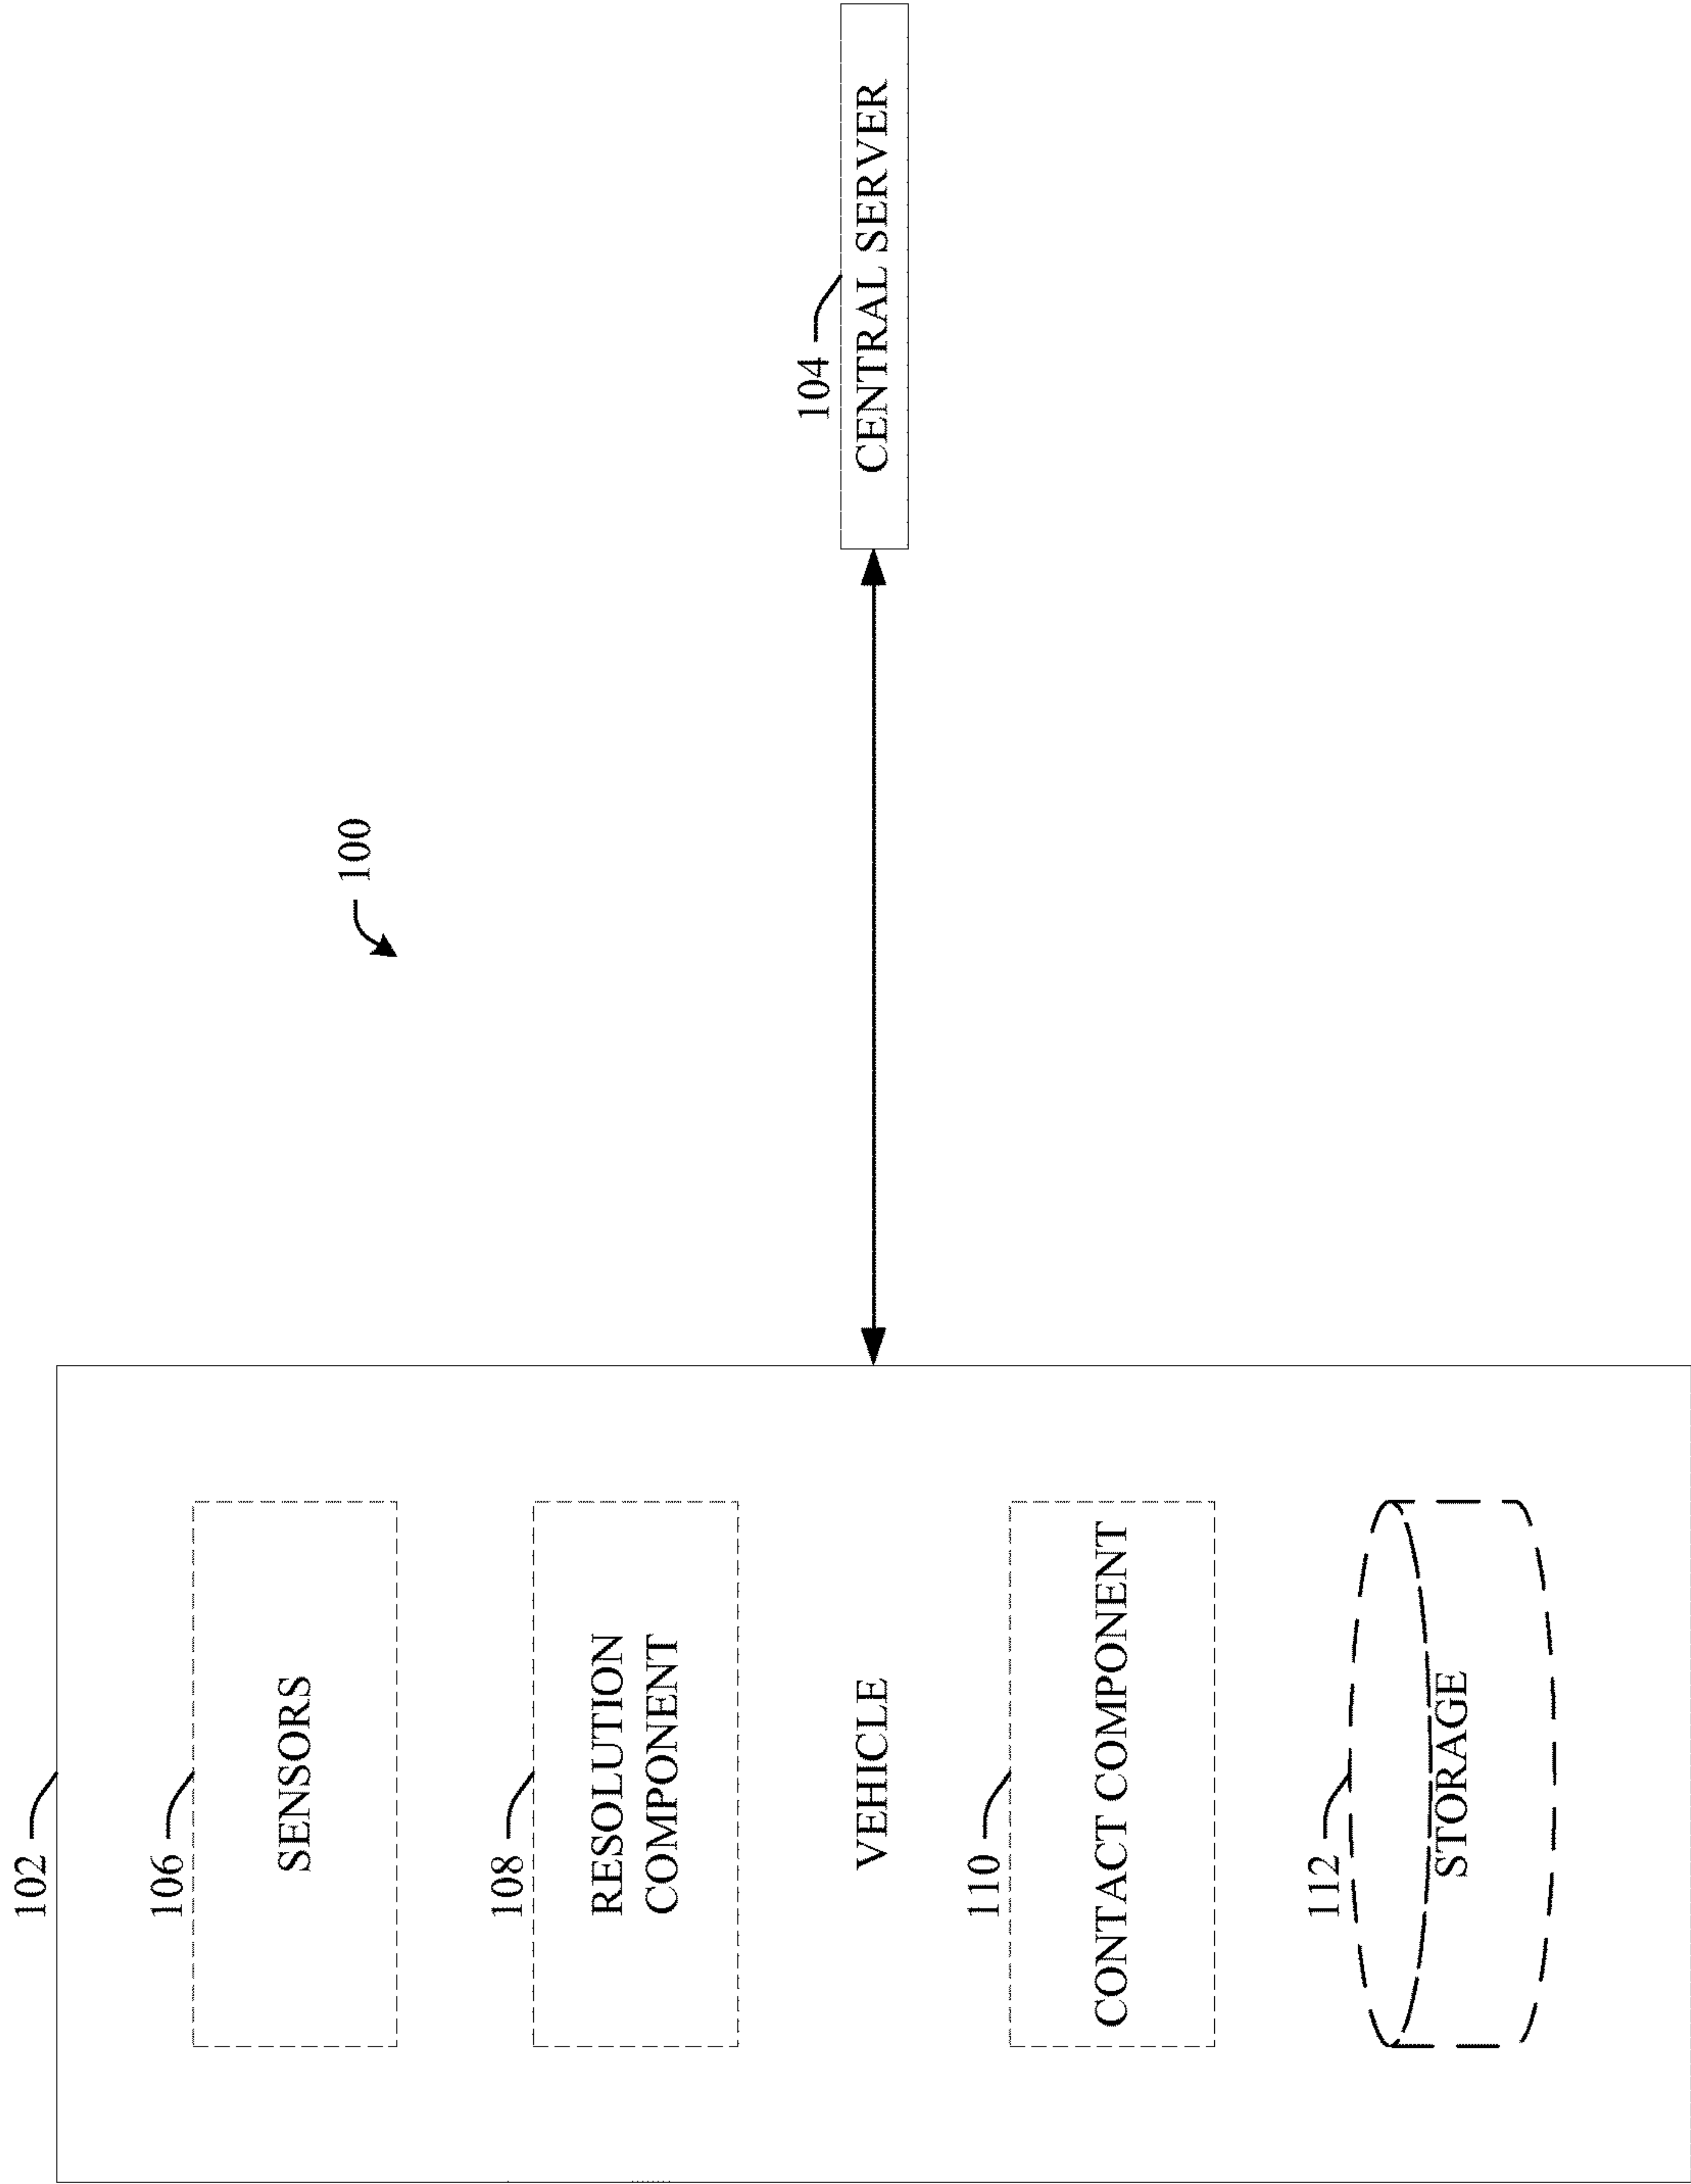 100
102
106
SENSORS
108
RESOLUTION
COMPONENT
VEHICLE
110
CONTACT COMPONENT
112
STORAGE
104
CENTRAL SERVER